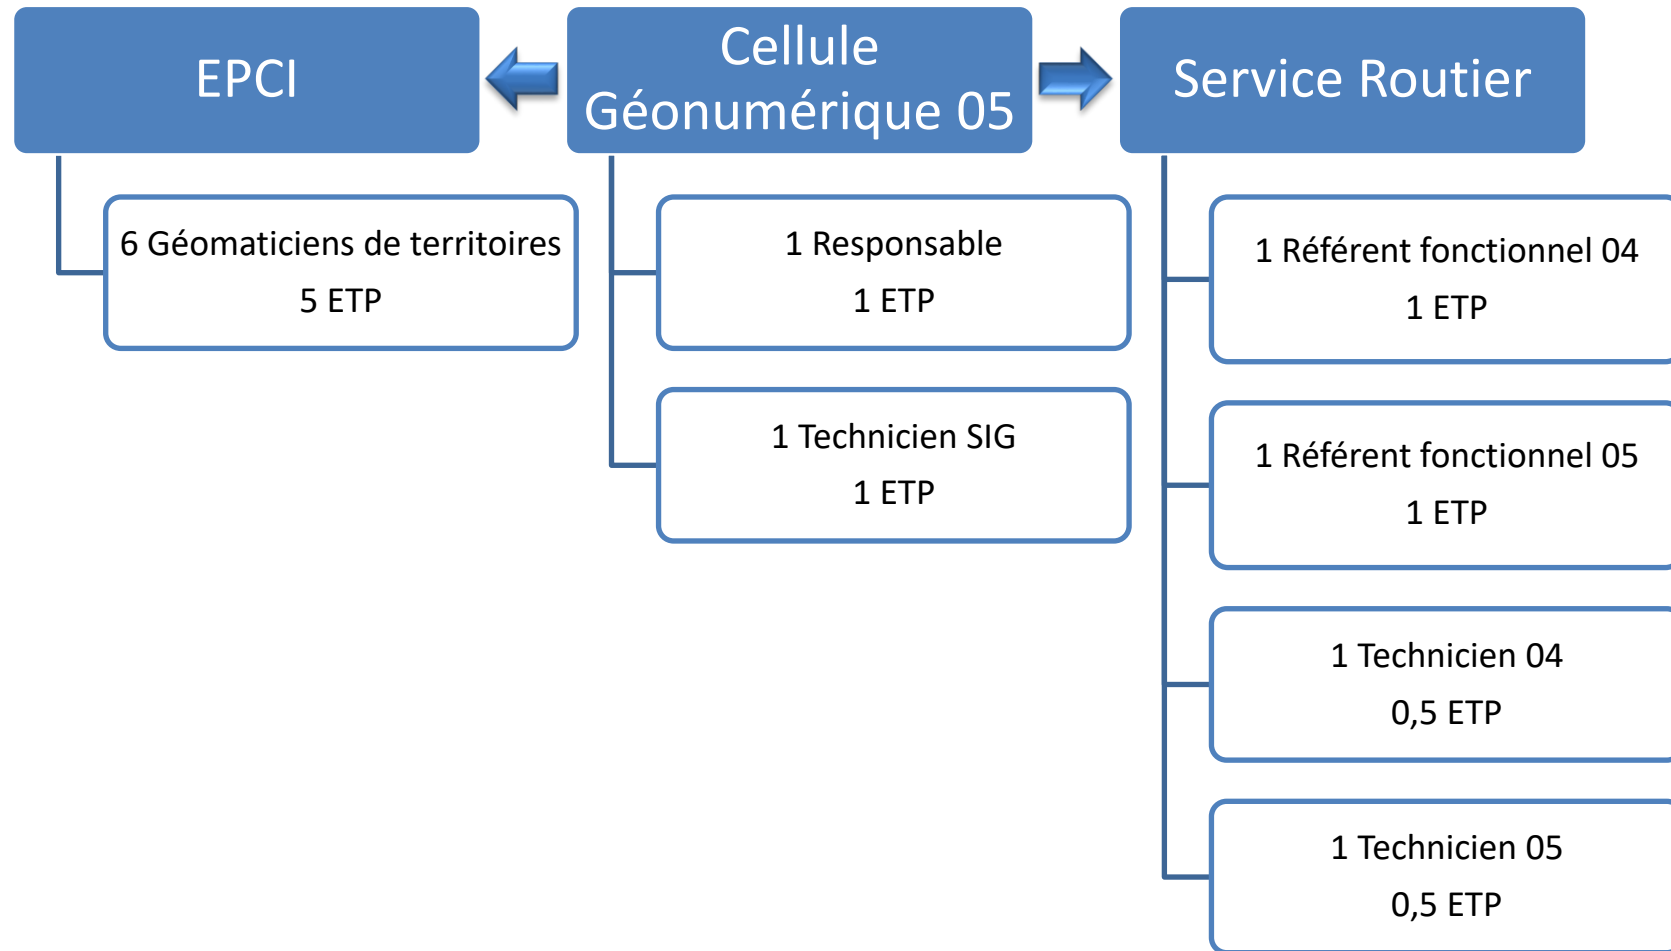 EPCI
6 Géomaticiens de territoires
5 ETP
Cellule
Géonumérique 05
1 Responsable
1 ETP
1 Technicien SIG
1 ETP
Service Routier
1 Référent fonctionnel 04
1 ETP
1 Référent fonctionnel 05
1 ETP
1 Technicien 04
0,5 ETP
1 Technicien 05
0,5 ETP